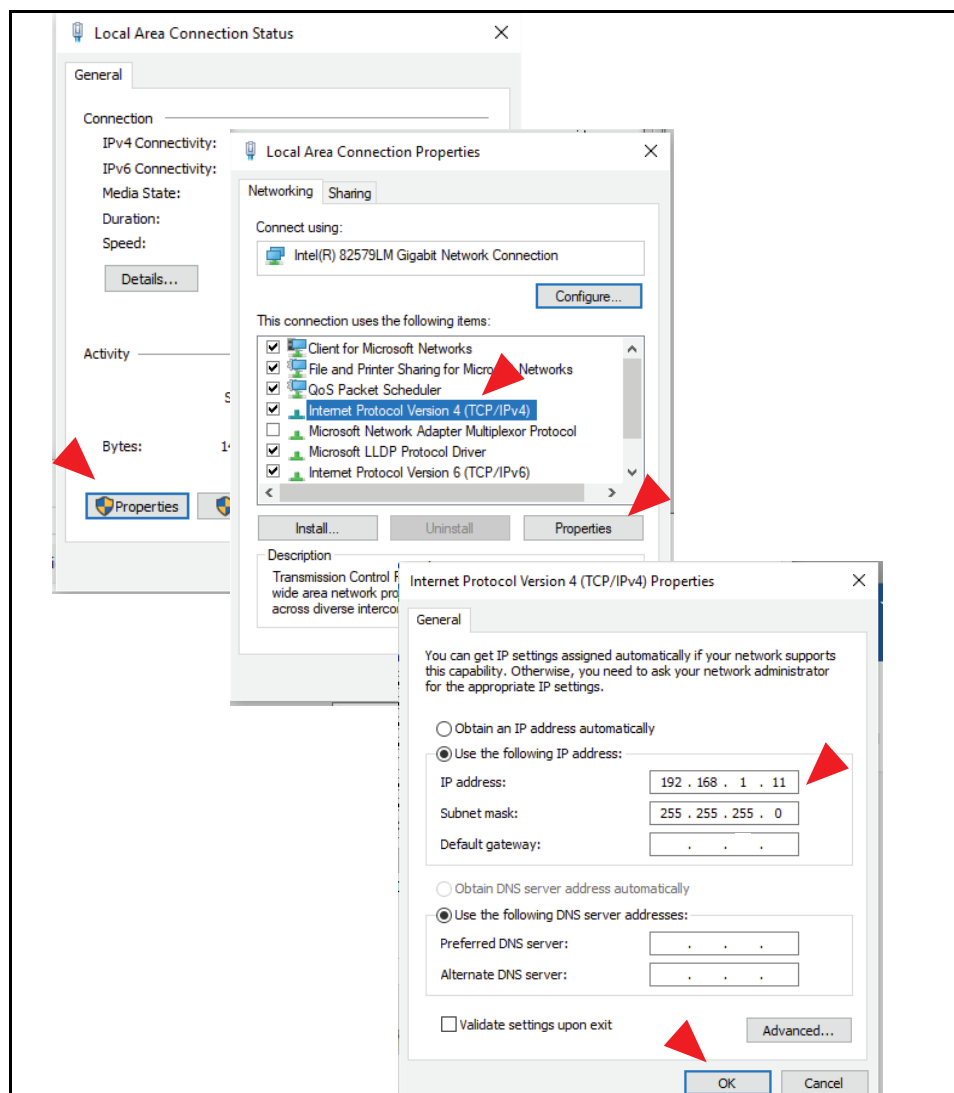 Local Area Connection Status
General
Connection
IPv4 Connectivity:
IPv6 Connectivity:
Media State:
Duration:
Speed:
Details...
Activity
Bytes:
Properties
Local Area Connection Properties
Networking Sharing
Connect using:
Intel(R) 82579LM Gigabit Network Connection
Configure...
This connection uses the following items:
Client for Microsoft Networks
File and Printer Sharing for Networks
QoS Packet Scheduler
Internet Protocol Version 4 (TCP/IPv4)
Microsoft Network Adapter Multiplexor Protocol
Microsoft LLDP Protocol Driver
Internet Protocol Version 6 (TCP/IPv6)
Install... Uninstall Properties
Description
Transmission Control
wide area network
across diverse
Internet Protocol Version 4 (TCP/IPv4) Properties
General
You can get IP settings assigned automatically if your network supports
this capability. Otherwise, you need to ask your network administrator
for the appropriate IP settings.
Obtain an IP address automatically
Use the following IP address:
IP address: 192 . 168 . 1 . 11
Subnet mask: 255 . 255 . 255 . 0
Default gateway: . . .
Obtain DNS server address automatically
Use the following DNS server addresses:
Preferred DNS server: . . .
Alternate DNS server: . . .
Validate settings upon exit
Advanced...
OK Cancel